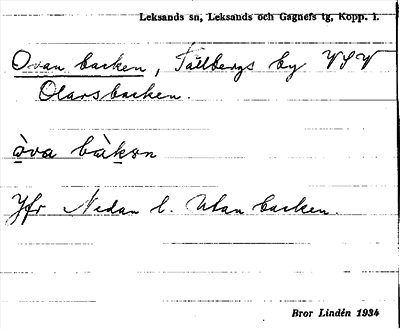 Leksands sn, Leksands och Gagnefs tg, Kopp. l.
Ovan backen, Tällbergs by VSV
Olarsbacken.
òva bàkən
Jfr Nedan l. Utan backen.
Bror Lindén 1934